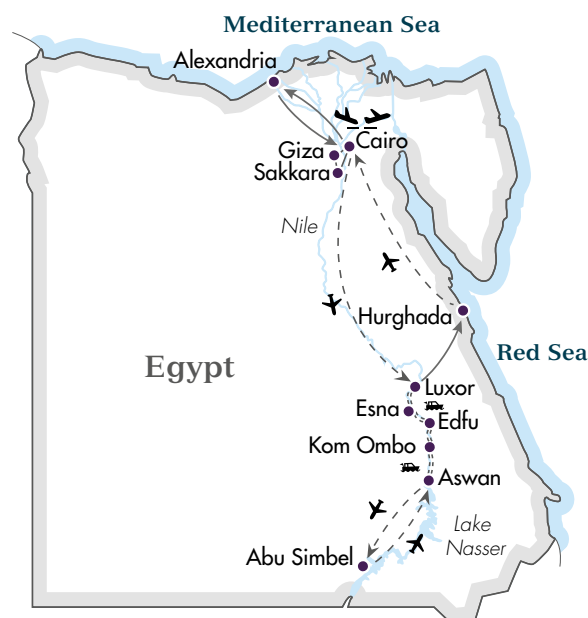 Mediterranean Sea
Alexandria
Cairo
Giza
Sakkara
Nile
Hurghada
Red Sea
Egypt
Luxor
Esna
Edfu
Kom Ombo
Aswan
Lake
Nasser
Abu Simbel